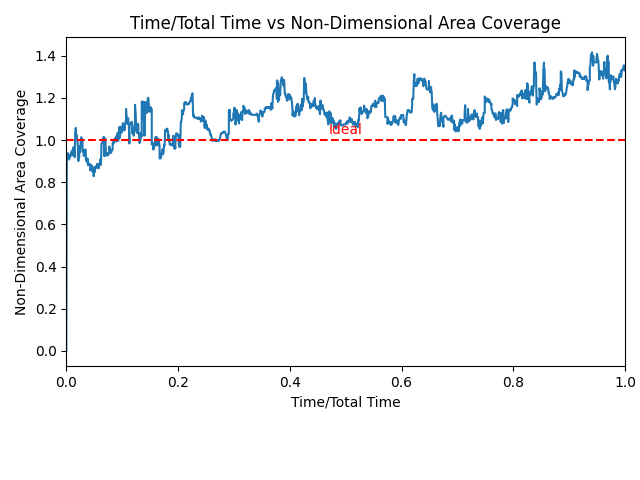 Time/Total Time vs Non-Dimensional Area Coverage
Non-Dimensional Area Coverage
1.4
1.2
1.0
0.8
0.6
0.4
0.2
0.0
Ideal
0.0 0.2 0.4 0.6 0.8 1.0
Time/Total Time